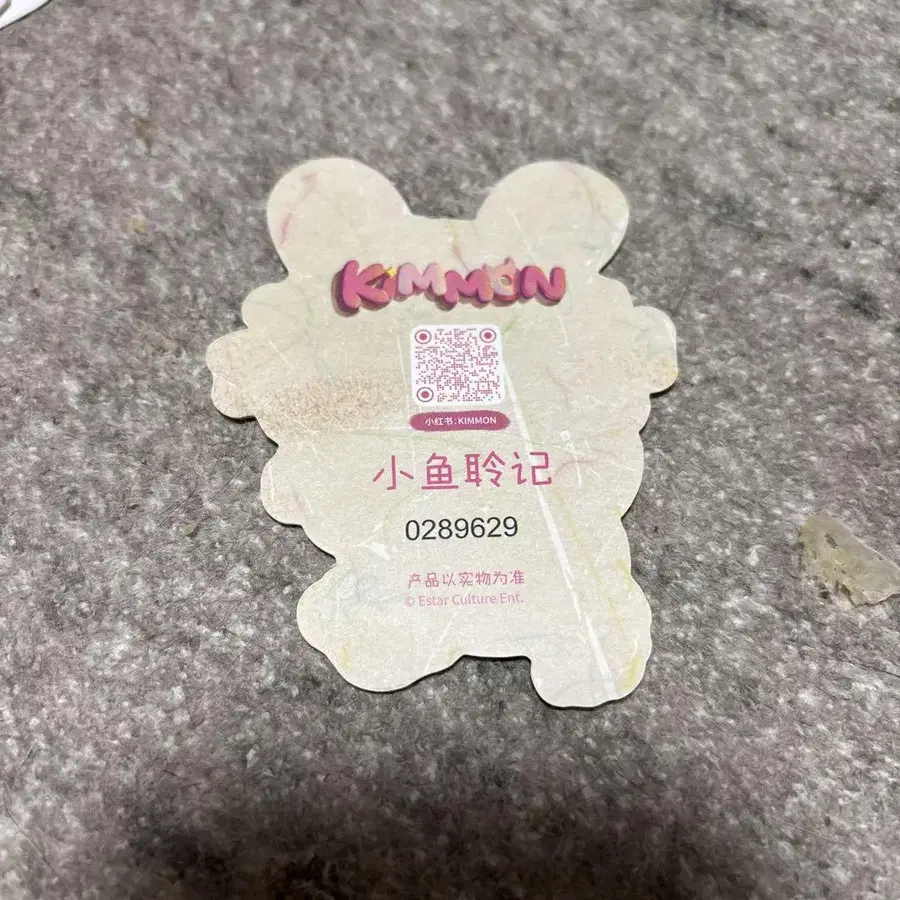 KIMMON
小红书:KIMMON
小鱼聆记
0289629
产品以实物为准
© Estar Culture Ent.